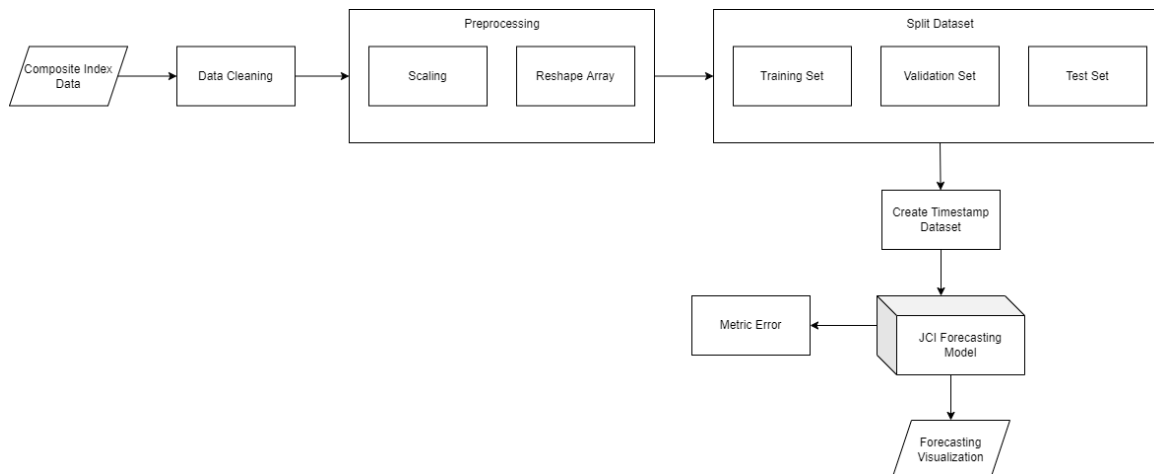 Composite Index
Data
Data Cleaning
Preprocessing
Scaling
Reshape Array
Split Dataset
Training Set
Validation Set
Test Set
Create Timestamp
Dataset
JCI Forecasting
Model
Metric Error
Forecasting
Visualization